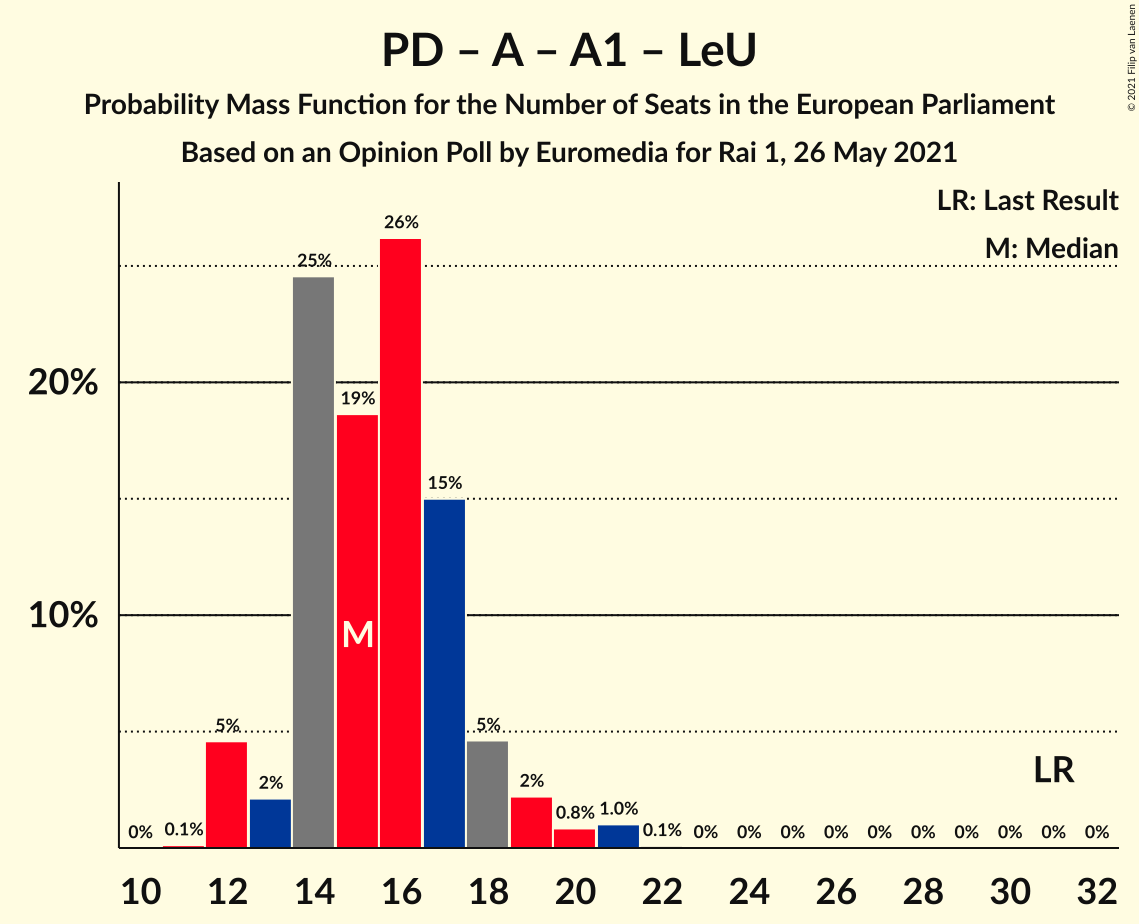 PD – A – A1 – LeU
Probability Mass Function for the Number of Seats in the European Parliament
Based on an Opinion Poll by Euromedia for Rai 1, 26 May 2021
© 2021 Filip van Laenen
LR: Last Result
M: Median
20%
10%
0%
0.1%
5%
2%
25%
19%
26%
15%
5%
2%
0.8%
1.0%
0.1%
0%
0%
0%
0%
0%
0%
0%
0%
0%
0%
M
LR
10 12 14 16 18 20 22 24 26 28 30 32